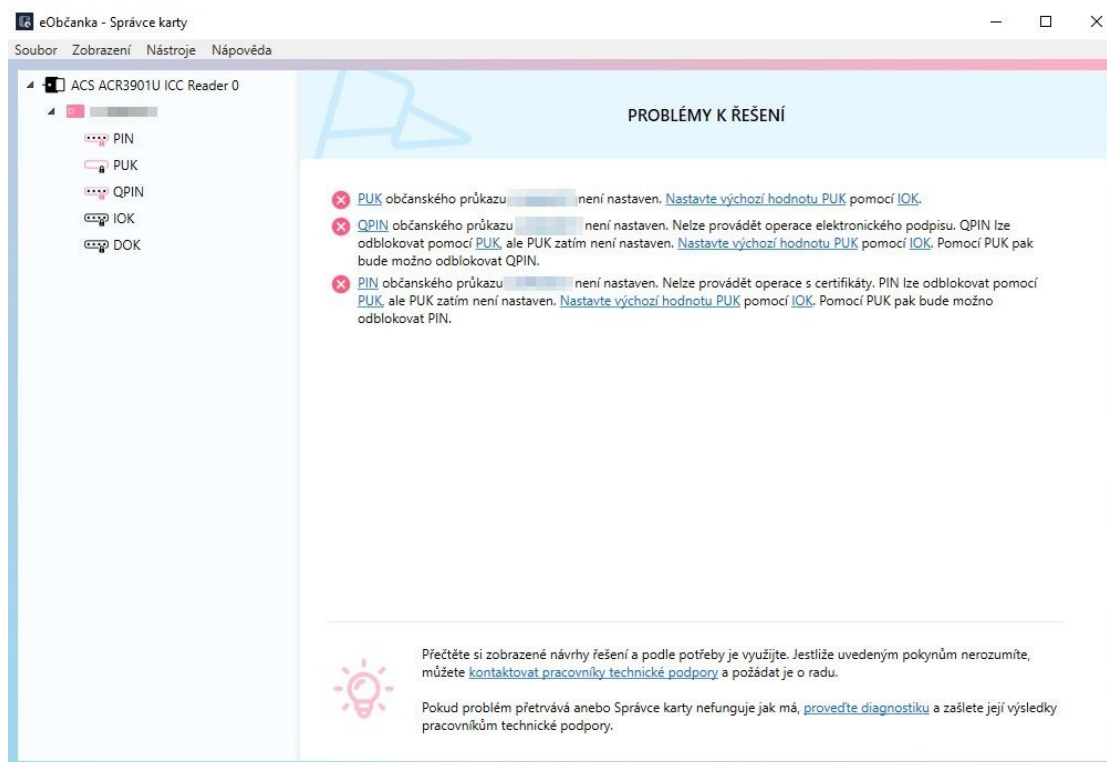 eObčanka - Správce karty
Soubor Zobrazení Nástroje Nápověda
ACS ACR3901U ICC Reader 0
PIN
PUK
QPIN
IOK
DOK
PROBLÉMY K ŘEŠENÍ
PUK občanského průkazu není nastaven. Nastavte výchozí hodnotu PUK pomocí IOK.
QPIN občanského průkazu není nastaven. Nelze provádět operace elektronického podpisu. QPIN lze
odblokovat pomocí PUK, ale PUK zatím není nastaven. Nastavte výchozí hodnotu PUK pomocí IOK. Pomocí PUK pak
bude možno odblokovat QPIN.
PIN občanského průkazu není nastaven. Nelze provádět operace s certifikáty. PIN lze odblokovat pomocí
PUK, ale PUK zatím není nastaven. Nastavte výchozí hodnotu PUK pomocí IOK. Pomocí PUK pak bude možno
odblokovat PIN.
Přečtěte si zobrazené návrhy řešení a podle potřeby je využijte. Jestliže uvedeným pokynům nerozumíte,
můžete kontaktovat pracovníky technické podpory a požádat je o radu.
Pokud problém přetrvává anebo Správce karty nefunguje jak má, proveďte diagnostiku a zašlete její výsledky
pracovníkům technické podpory.